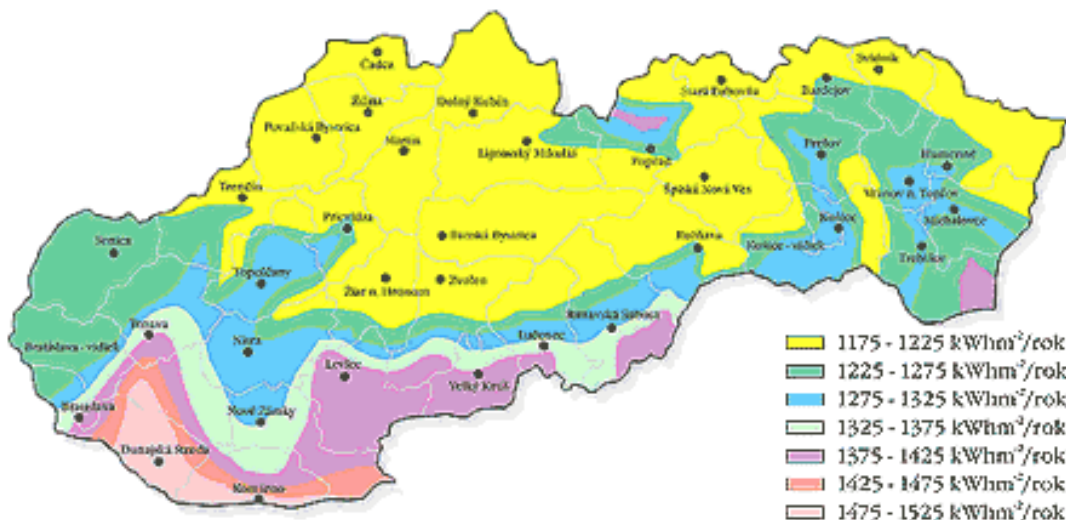 Čadca
Svidník
Stará Ľubovňa
Bardejov
Žilina
Dolný Kubín
Považská Bystrica
Martin
Liptovský Mikuláš
Poprad
Prešov
Humenné
Trenčín
Spišská Nová Ves
Vranov n. Topľou
Prievidza
Michalovce
Senica
Banská Bystrica
Rožňava
Košice - vidiek
Košice
Trebišov
Topoľčany
Žiar n. Hronom
Zvolen
Trnava
Rimavská Sobota
Bratislava - vidiek
Nitra
Lučenec
Levice
Veľký Krtíš
Bratislava
Nové Zámky
Dunajská Streda
Komárno
1175 - 1225 kWhm⁻²/rok
1225 - 1275 kWhm⁻²/rok
1275 - 1325 kWhm⁻²/rok
1325 - 1375 kWhm⁻²/rok
1375 - 1425 kWhm⁻²/rok
1425 - 1475 kWhm⁻²/rok
1475 - 1525 kWhm⁻²/rok